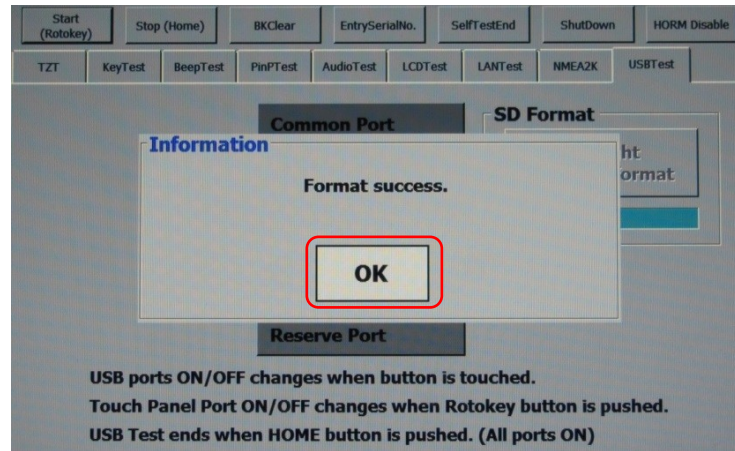 Start
(Rotokey)
Stop (Home)
BKClear
EntrySerialNo.
SelfTestEnd
ShutDown
HORM Disable
TZT
KeyTest
BeepTest
PinPTest
AudioTest
LCDTest
LANTest
NMEA2K
USBTest
Common Port
SD Format
Information
ht
ormat
Format success.
OK
Reserve Port
USB ports ON/OFF changes when button is touched.
Touch Panel Port ON/OFF changes when Rotokey button is pushed.
USB Test ends when HOME button is pushed. (All ports ON)